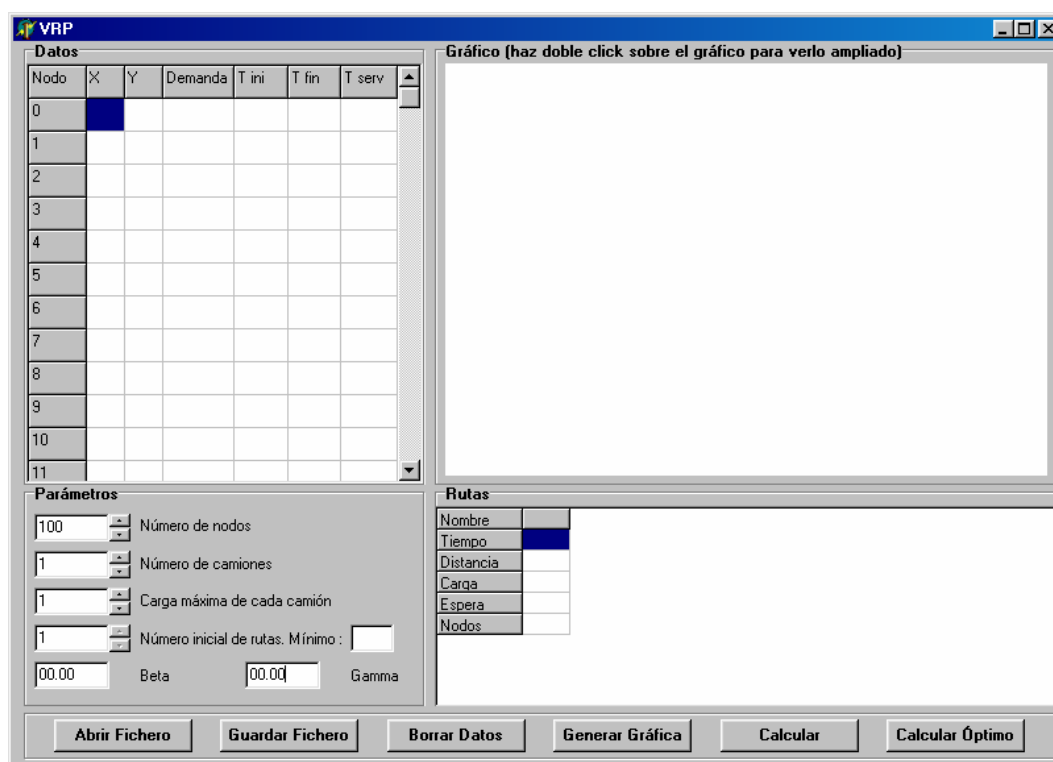 VRP
Datos
Nodo X Y Demanda T ini T fin T serv
0
1
2
3
4
5
6
7
8
9
10
11
Gráfico (haz doble click sobre el gráfico para verlo ampliado)
Parámetros
100 Número de nodos
1 Número de camiones
1 Carga máxima de cada camión
1 Número inicial de rutas. Mínimo :
00.00 Beta 00.00 Gamma
Rutas
Nombre
Tiempo
Distancia
Carga
Espera
Nodos
Abrir Fichero Guardar Fichero Borrar Datos Generar Gráfica Calcular Calcular Óptimo